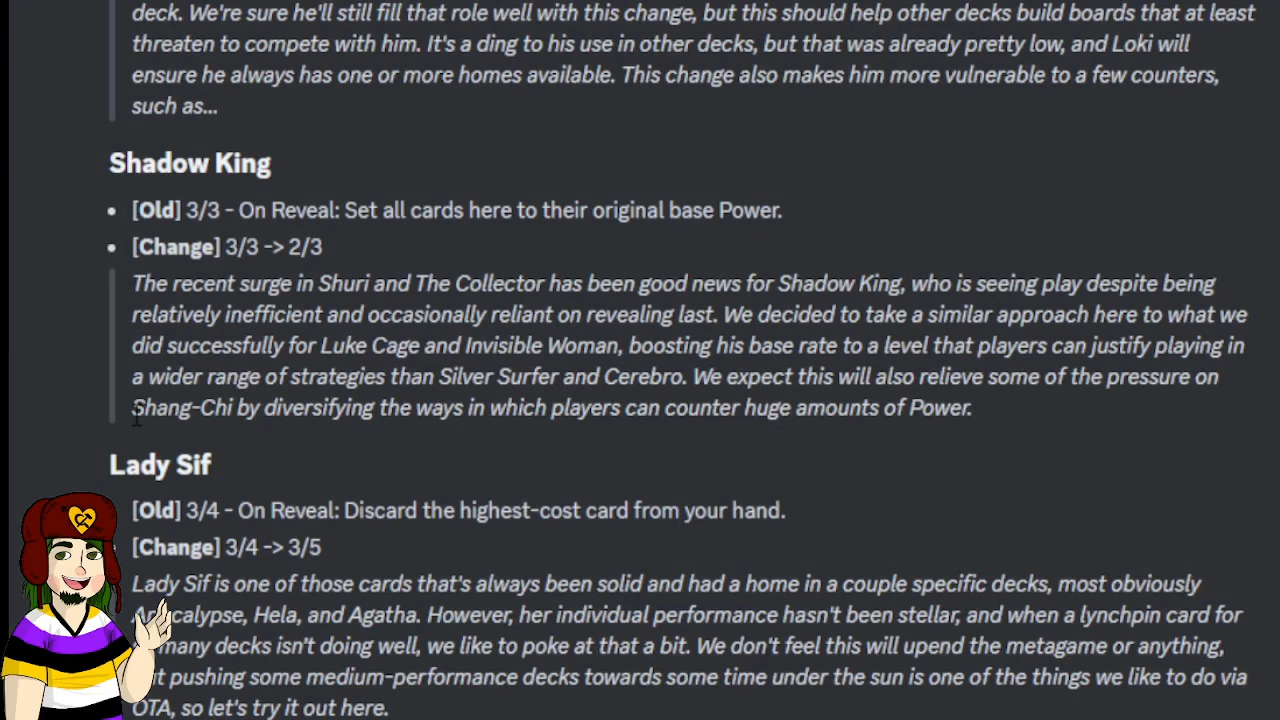 deck. We're sure he'll still fill that role well with this change, but this should help other decks build boards that at least
threaten to compete with him. It's a ding to his use in other decks, but that was already pretty low, and Loki will
ensure he always has one or more homes available. This change also makes him more vulnerable to a few counters,
such as...
Shadow King
• [Old] 3/3 - On Reveal: Set all cards here to their original base Power.
• [Change] 3/3 -> 2/3
The recent surge in Shuri and The Collector has been good news for Shadow King, who is seeing play despite being
relatively inefficient and occasionally reliant on revealing last. We decided to take a similar approach here to what we
did successfully for Luke Cage and Invisible Woman, boosting his base rate to a level that players can justify playing in
a wider range of strategies than Silver Surfer and Cerebro. We expect this will also relieve some of the pressure on
Shang-Chi by diversifying the ways in which players can counter huge amounts of Power.
Lady Sif
[Old] 3/4 - On Reveal: Discard the highest-cost card from your hand.
[Change] 3/4 -> 3/5
Lady Sif is one of those cards that's always been solid and had a home in a couple specific decks, most obviously
calypse, Hela, and Agatha. However, her individual performance hasn't been stellar, and when a lynchpin card for
many decks isn't doing well, we like to poke at that a bit. We don't feel this will upend the metagame or anything,
pushing some medium-performance decks towards some time under the sun is one of the things we like to do via
OTA, so let's try it out here.